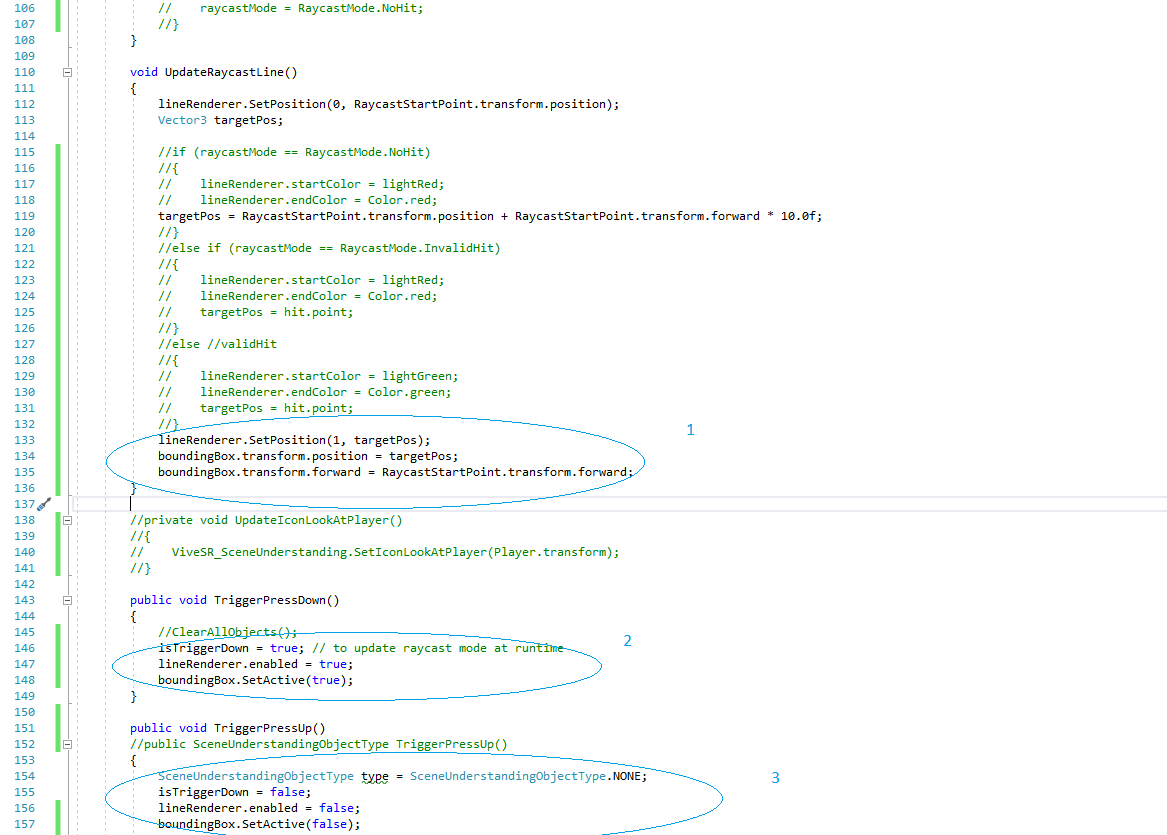 106 //    raycastMode = RaycastMode.NoHit;
107 //}
108 }
109
110 void UpdateRaycastLine()
111 {
112 lineRenderer.SetPosition(0, RaycastStartPoint.transform.position);
113 Vector3 targetPos;
114
115 //if (raycastMode == RaycastMode.NoHit)
116 //{
117 //    lineRenderer.startColor = lightRed;
118 //    lineRenderer.endColor = Color.red;
119 targetPos = RaycastStartPoint.transform.position + RaycastStartPoint.transform.forward * 10.0f;
120 //}
121 //else if (raycastMode == RaycastMode.InvalidHit)
122 //{
123 //    lineRenderer.startColor = lightRed;
124 //    lineRenderer.endColor = Color.red;
125 //    targetPos = hit.point;
126 //}
127 //else //validHit
128 //{
129 //    lineRenderer.startColor = lightGreen;
130 //    lineRenderer.endColor = Color.green;
131 //    targetPos = hit.point;
132 //}
133 lineRenderer.SetPosition(1, targetPos); 1
134 boundingBox.transform.position = targetPos;
135 boundingBox.transform.forward = RaycastStartPoint.transform.forward;
136 }
137
138 //private void UpdateIconLookAtPlayer()
139 //{
140 //    ViveSR_SceneUnderstanding.SetIconLookAtPlayer(Player.transform);
141 //}
142
143 public void TriggerPressDown()
144 {
145 //ClearAllObjects();
146 isTriggerDown = true; // to update raycast mode at runtime 2
147 lineRenderer.enabled = true;
148 boundingBox.SetActive(true);
149 }
150
151 public void TriggerPressUp()
152 //public SceneUnderstandingObjectType TriggerPressUp()
153 {
154 SceneUnderstandingObjectType type = SceneUnderstandingObjectType.NONE; 3
155 isTriggerDown = false;
156 lineRenderer.enabled = false;
157 boundingBox.SetActive(false);